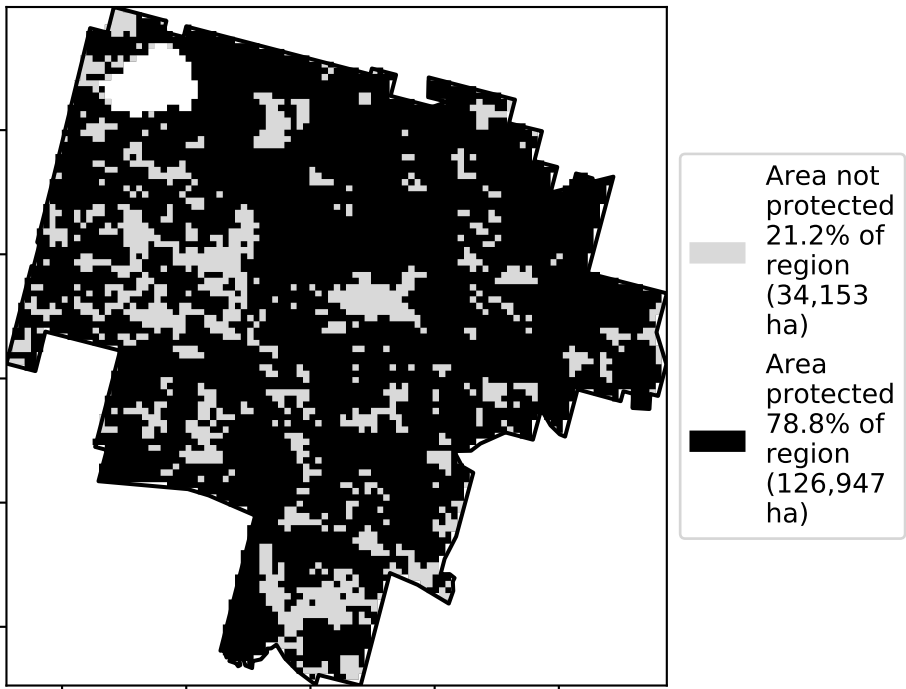 Area not
protected
21.2% of
region
(34,153
ha)
Area
protected
78.8% of
region
(126,947
ha)